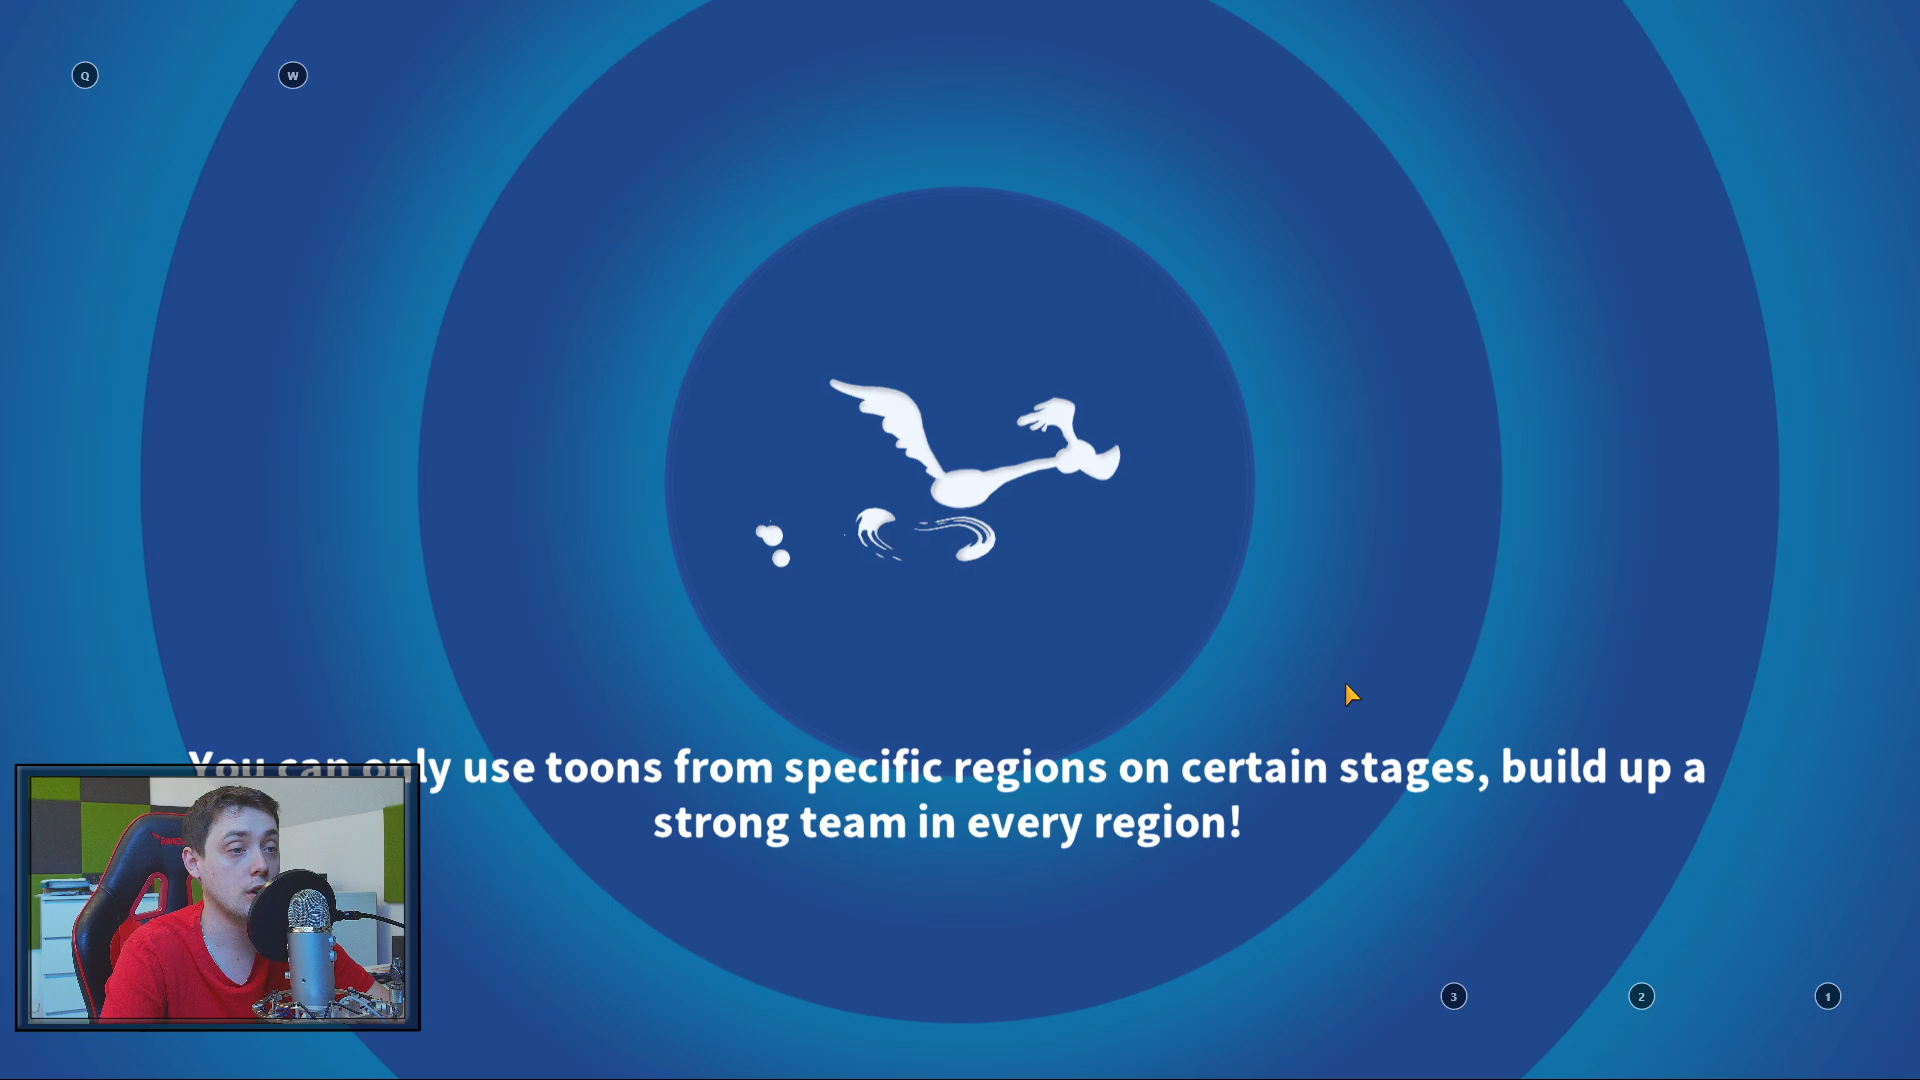 Q
W
You can only use toons from specific regions on certain stages, build up a
strong team in every region!
3
2
1